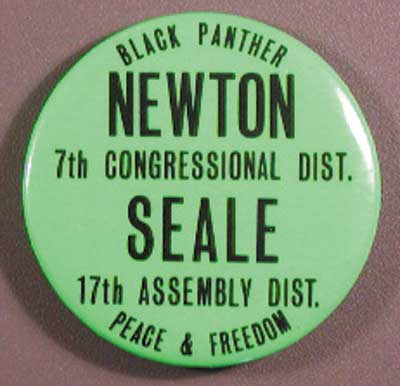 BLACK PANTHER
NEWTON
7th CONGRESSIONAL DIST.
SEALE
17th ASSEMBLY DIST.
PEACE & FREEDOM